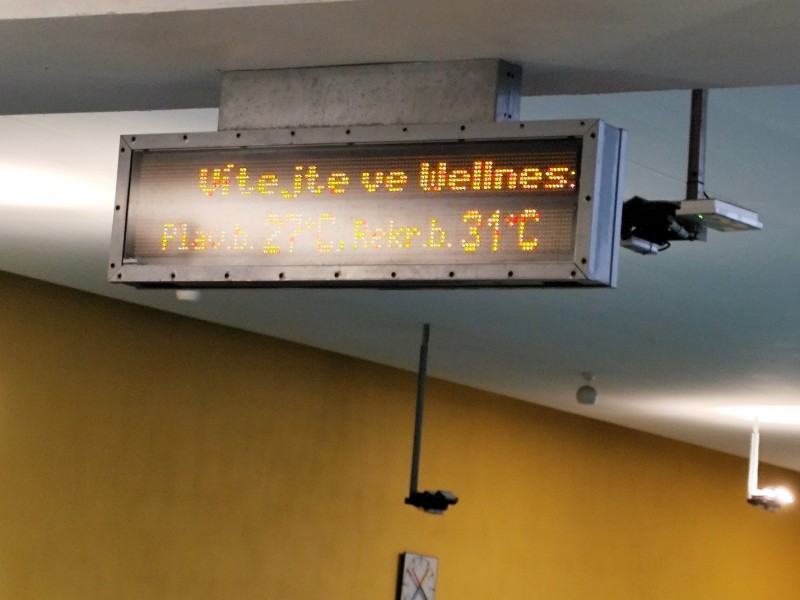 Vítejte ve Wellnes
Plav.b. 27°C, Rekr.b. 31°C